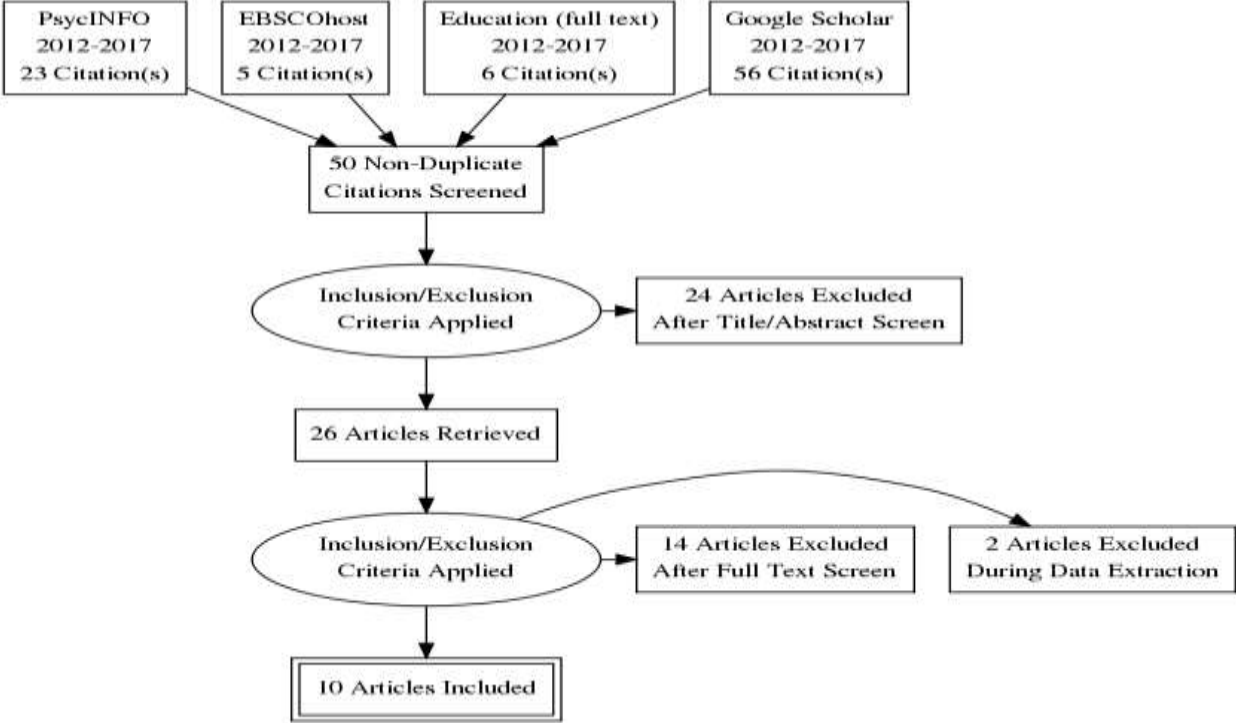 PsycINFO
2012-2017
23 Citation(s)
EBSCOhost
2012-2017
5 Citation(s)
Education (full text)
2012-2017
6 Citation(s)
Google Scholar
2012-2017
56 Citation(s)
50 Non-Duplicate
Citations Screened
Inclusion/Exclusion
Criteria Applied
24 Articles Excluded
After Title/Abstract Screen
26 Articles Retrieved
Inclusion/Exclusion
Criteria Applied
14 Articles Excluded
After Full Text Screen
2 Articles Excluded
During Data Extraction
10 Articles Included